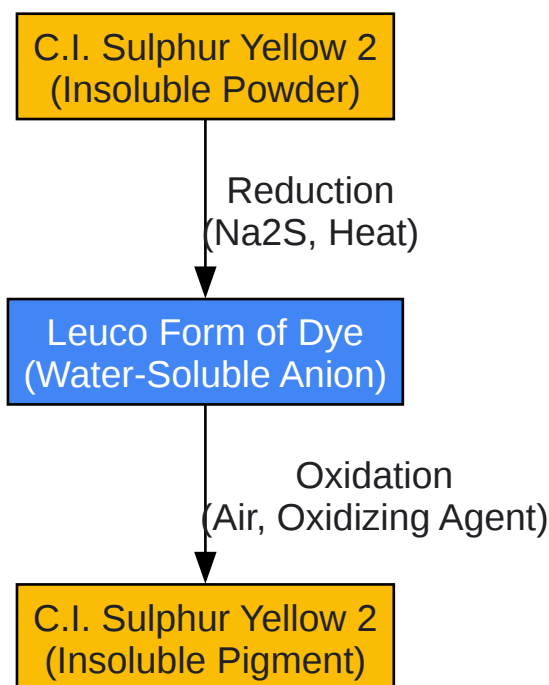 C.I. Sulphur Yellow 2
(Insoluble Powder)
Reduction
(Na2S, Heat)
Leuco Form of Dye
(Water-Soluble Anion)
Oxidation
(Air, Oxidizing Agent)
C.I. Sulphur Yellow 2
(Insoluble Pigment)